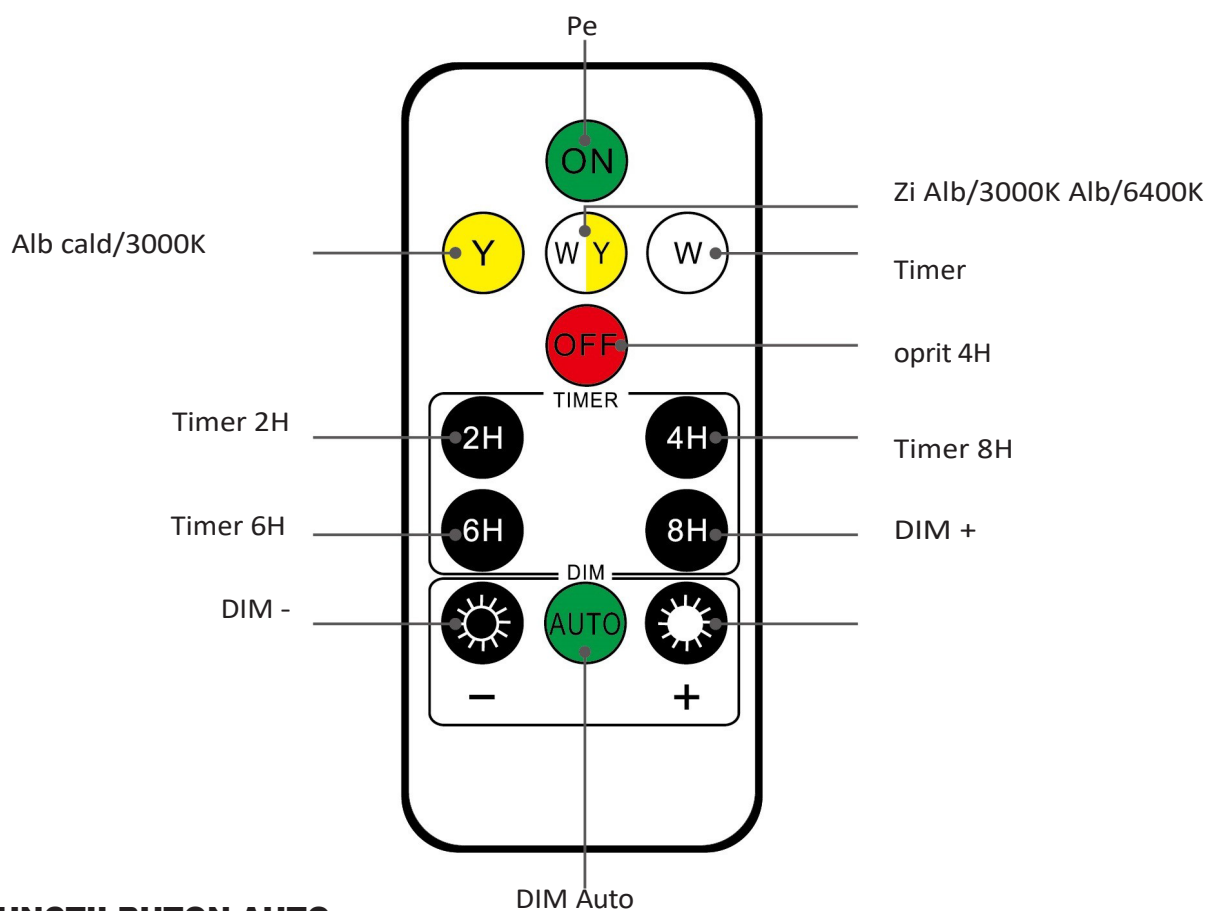 Pe
ON
Zi Alb/3000K Alb/6400K
Alb cald/3000K
Y
W Y
W
Timer
OFF
oprit 4H
TIMER
Timer 2H
2H
4H
Timer 8H
Timer 6H
6H
8H
DIM +
DIM
DIM -
AUTO
−
+
DIM Auto